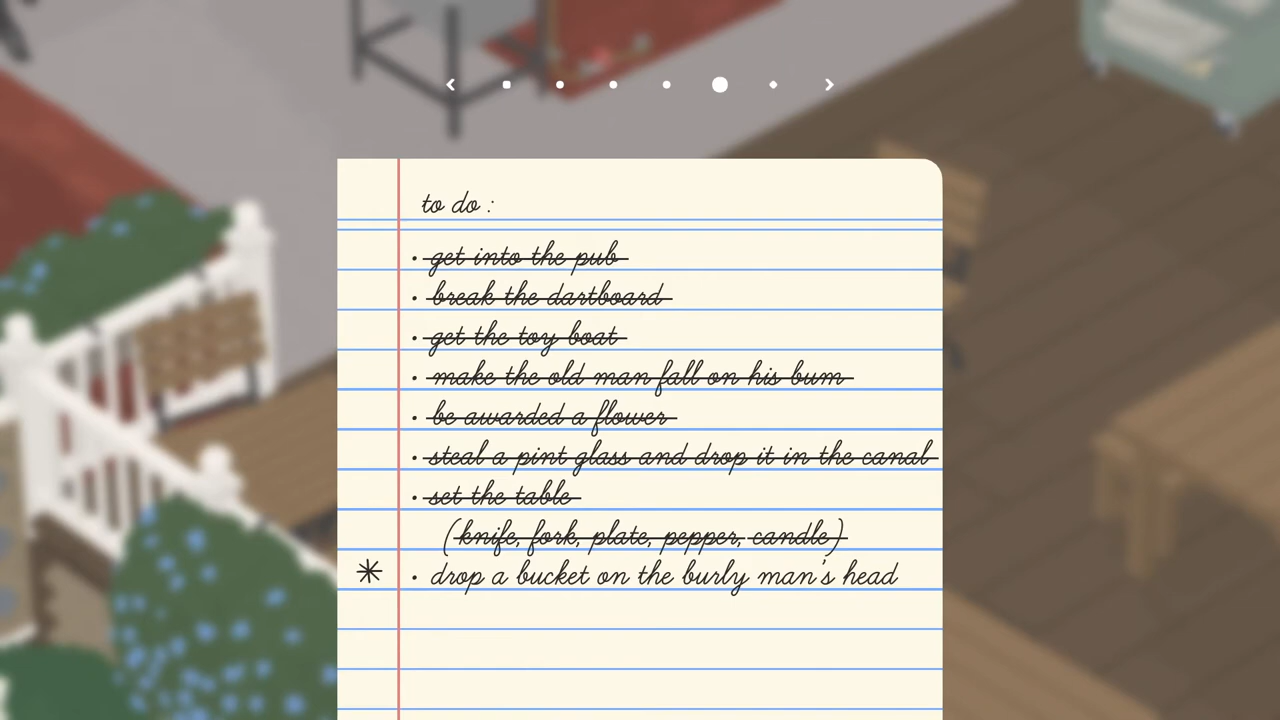 to do :
• get into the pub
• break the dartboard
• get the toy boat
• make the old man fall on his bum
• be awarded a flower
• steal a pint glass and drop it in the canal
• set the table
(knife, fork, plate, pepper, candle)
* • drop a bucket on the burly man's head